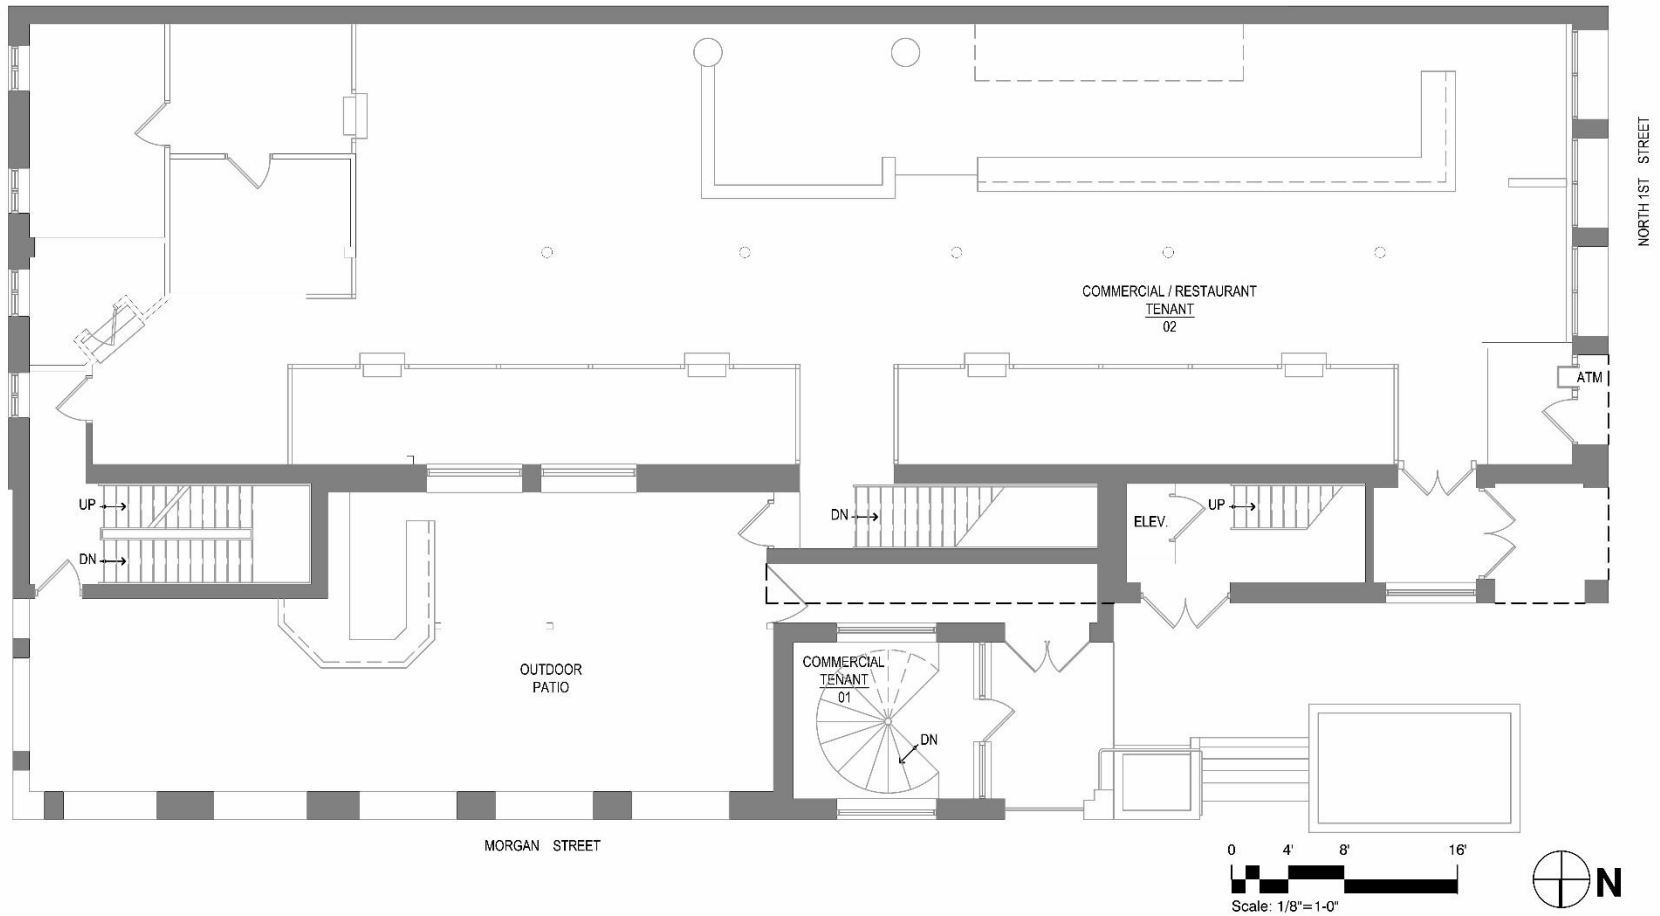 NORTH 1ST STREET
COMMERCIAL / RESTAURANT
TENANT
02
ATM
UP
DN
DN
ELEV.
UP
OUTDOOR
PATIO
COMMERCIAL
TENANT
01
DN
MORGAN STREET
0 4' 8' 16'
Scale: 1/8"=1-0"
N